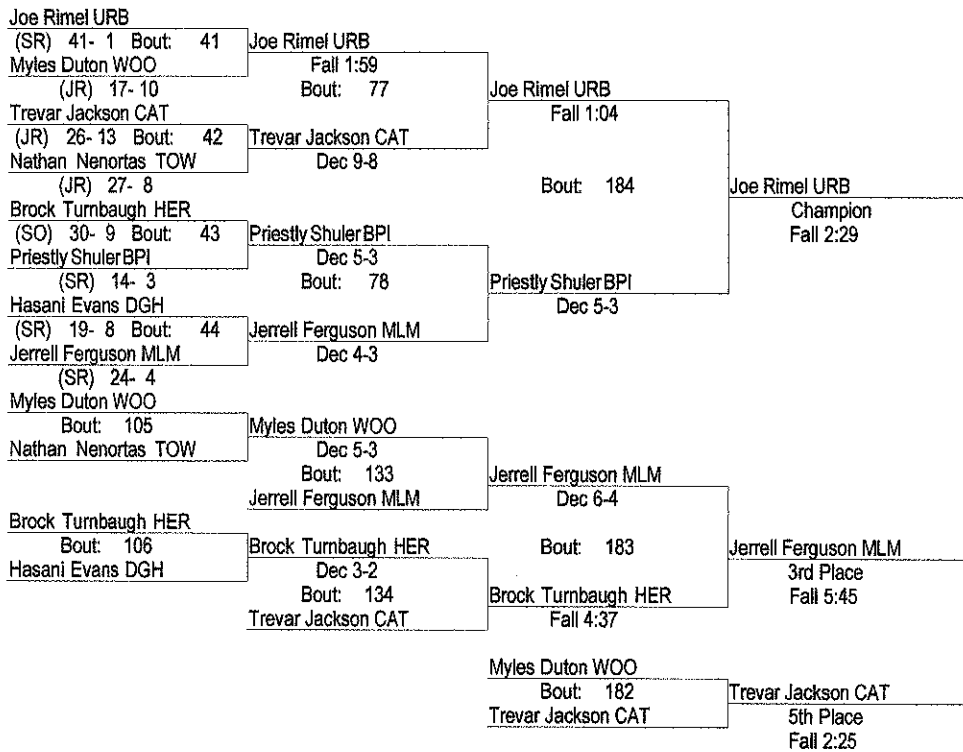 Joe Rimel URB
(SR) 41- 1 Bout: 41
Myles Duton WOO
(JR) 17- 10
Trevar Jackson CAT
(JR) 26- 13 Bout: 42
Nathan Nenortas TOW
(JR) 27- 8
Brock Turnbaugh HER
(SO) 30- 9 Bout: 43
Priestly Shuler BPI
(SR) 14- 3
Hasani Evans DGH
(SR) 19- 8 Bout: 44
Jerrell Ferguson MLM
(SR) 24- 4
Joe Rimel URB
Fall 1:59
Bout: 77
Trevar Jackson CAT
Dec 9-8
Priestly Shuler BPI
Dec 5-3
Bout: 78
Jerrell Ferguson MLM
Dec 4-3
Joe Rimel URB
Fall 1:04
Bout: 184
Priestly Shuler BPI
Dec 5-3
Joe Rimel URB
Champion
Fall 2:29
Myles Duton WOO
Bout: 105
Nathan Nenortas TOW
Brock Turnbaugh HER
Bout: 106
Hasani Evans DGH
Myles Duton WOO
Dec 5-3
Bout: 133
Jerrell Ferguson MLM
Brock Turnbaugh HER
Dec 3-2
Bout: 134
Trevar Jackson CAT
Jerrell Ferguson MLM
Dec 6-4
Bout: 183
Brock Turnbaugh HER
Fall 4:37
Jerrell Ferguson MLM
3rd Place
Fall 5:45
Myles Duton WOO
Bout: 182
Trevar Jackson CAT
Trevar Jackson CAT
5th Place
Fall 2:25